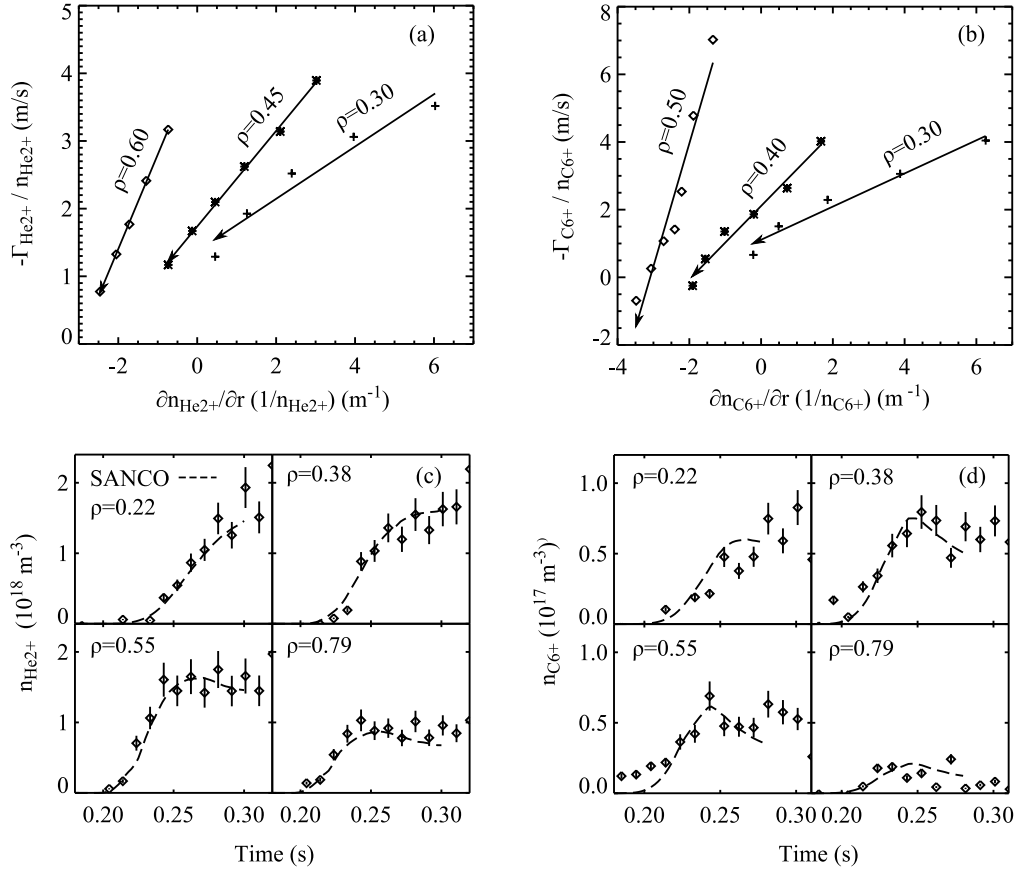 (a)
ρ=0.60
ρ=0.45
ρ=0.30
-Γ_He2+ / n_He2+ (m/s)
5
4
3
2
1
0
-2 0 2 4 6
∂n_He2+/∂r (1/n_He2+) (m⁻¹)
(b)
ρ=0.50
ρ=0.40
ρ=0.30
-Γ_C6+ / n_C6+ (m/s)
8
6
4
2
0
-2
-4 -2 0 2 4 6
∂n_C6+/∂r (1/n_C6+) (m⁻¹)
(c)
SANCO
ρ=0.22
ρ=0.38
ρ=0.55
ρ=0.79
n_He2+ (10¹⁸ m⁻³)
2
1
0
2
1
0
0.20 0.25 0.30 0.20 0.25 0.30
Time (s)
(d)
ρ=0.22
ρ=0.38
ρ=0.55
ρ=0.79
n_C6+ (10¹⁷ m⁻³)⁾
1.0
0.5
0.0
1.0
0.5
0.0
0.20 0.25 0.30 0.20 0.25 0.30
Time (s)